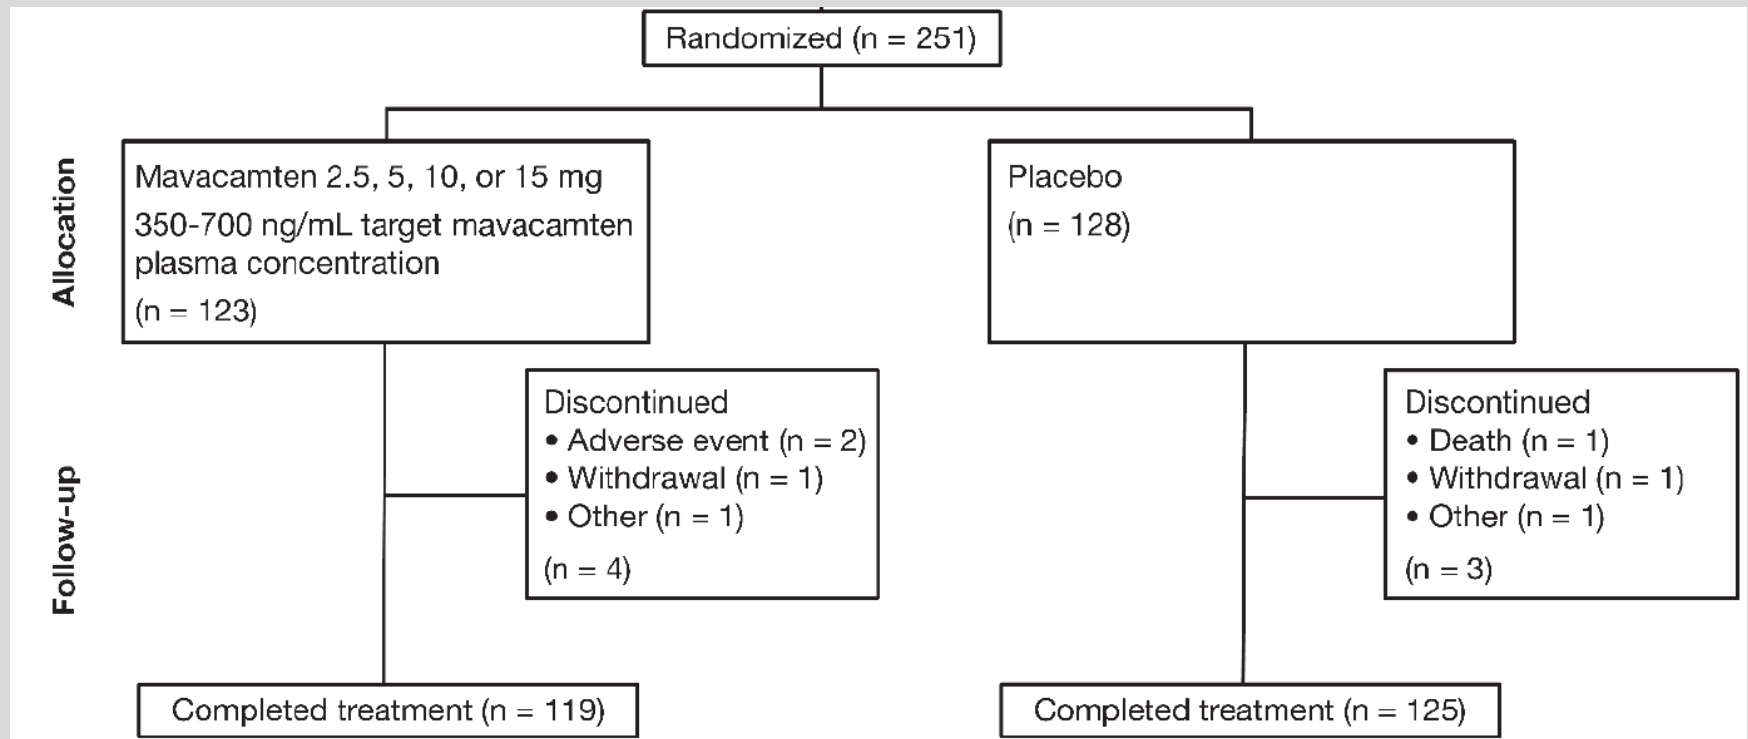 Randomized (n = 251)
Allocation
Mavacamten 2.5, 5, 10, or 15 mg
350-700 ng/mL target mavacamten
plasma concentration
(n = 123)
Placebo
(n = 128)
Follow-up
Discontinued
• Adverse event (n = 2)
• Withdrawal (n = 1)
• Other (n = 1)
(n = 4)
Discontinued
• Death (n = 1)
• Withdrawal (n = 1)
• Other (n = 1)
(n = 3)
Completed treatment (n = 119)
Completed treatment (n = 125)